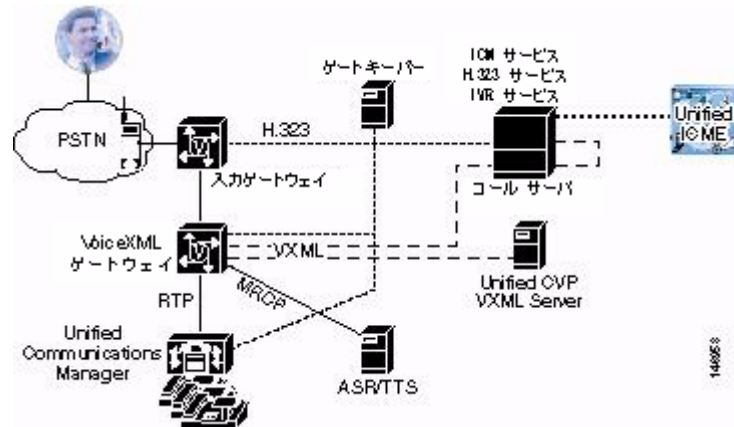 ゲートキーパー
ICM サービス
H.323 サービス
IVR サービス
Unified
ICME
PSTN
H.323
入力ゲートウェイ
コール サーバ
VoiceXML
ゲートウェイ
VXML
Unified CVP
VXML Server
RTP
MRCP
Unified
Communications
Manager
ASR/TTS